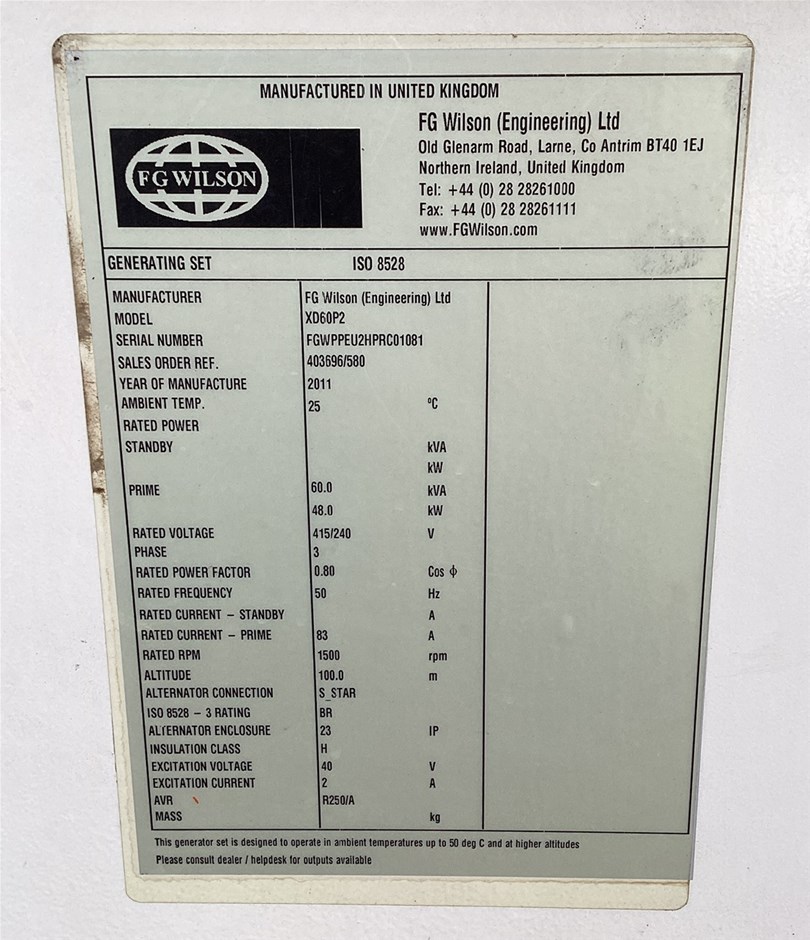 MANUFACTURED IN UNITED KINGDOM
FG WILSON
FG Wilson (Engineering) Ltd
Old Glenarm Road, Larne, Co Antrim BT40 1EJ
Northern Ireland, United Kingdom
Tel: +44 (0) 28 28261000
Fax: +44 (0) 28 28261111
www.FGWilson.com
GENERATING SET ISO 8528
MANUFACTURER FG Wilson (Engineering) Ltd
MODEL XD60P2
SERIAL NUMBER FGWPPEU2HPRC01081
SALES ORDER REF. 403696/580
YEAR OF MANUFACTURE 2011
AMBIENT TEMP. 25 ºC
RATED POWER
STANDBY kVA
kW
PRIME 60.0 kVA
48.0 kW
RATED VOLTAGE 415/240 V
PHASE 3
RATED POWER FACTOR 0.80 Cos ϕ
RATED FREQUENCY 50 Hz
RATED CURRENT – STANDBY A
RATED CURRENT – PRIME 83 A
RATED RPM 1500 rpm
ALTITUDE 100.0 m
ALTERNATOR CONNECTION S_STAR
ISO 8528 – 3 RATING BR
ALTERNATOR ENCLOSURE 23 IP
INSULATION CLASS H
EXCITATION VOLTAGE 40 V
EXCITATION CURRENT 2 A
AVR R250/A
MASS kg
This generator set is designed to operate in ambient temperatures up to 50 deg C and at higher altitudes
Please consult dealer / helpdesk for outputs available